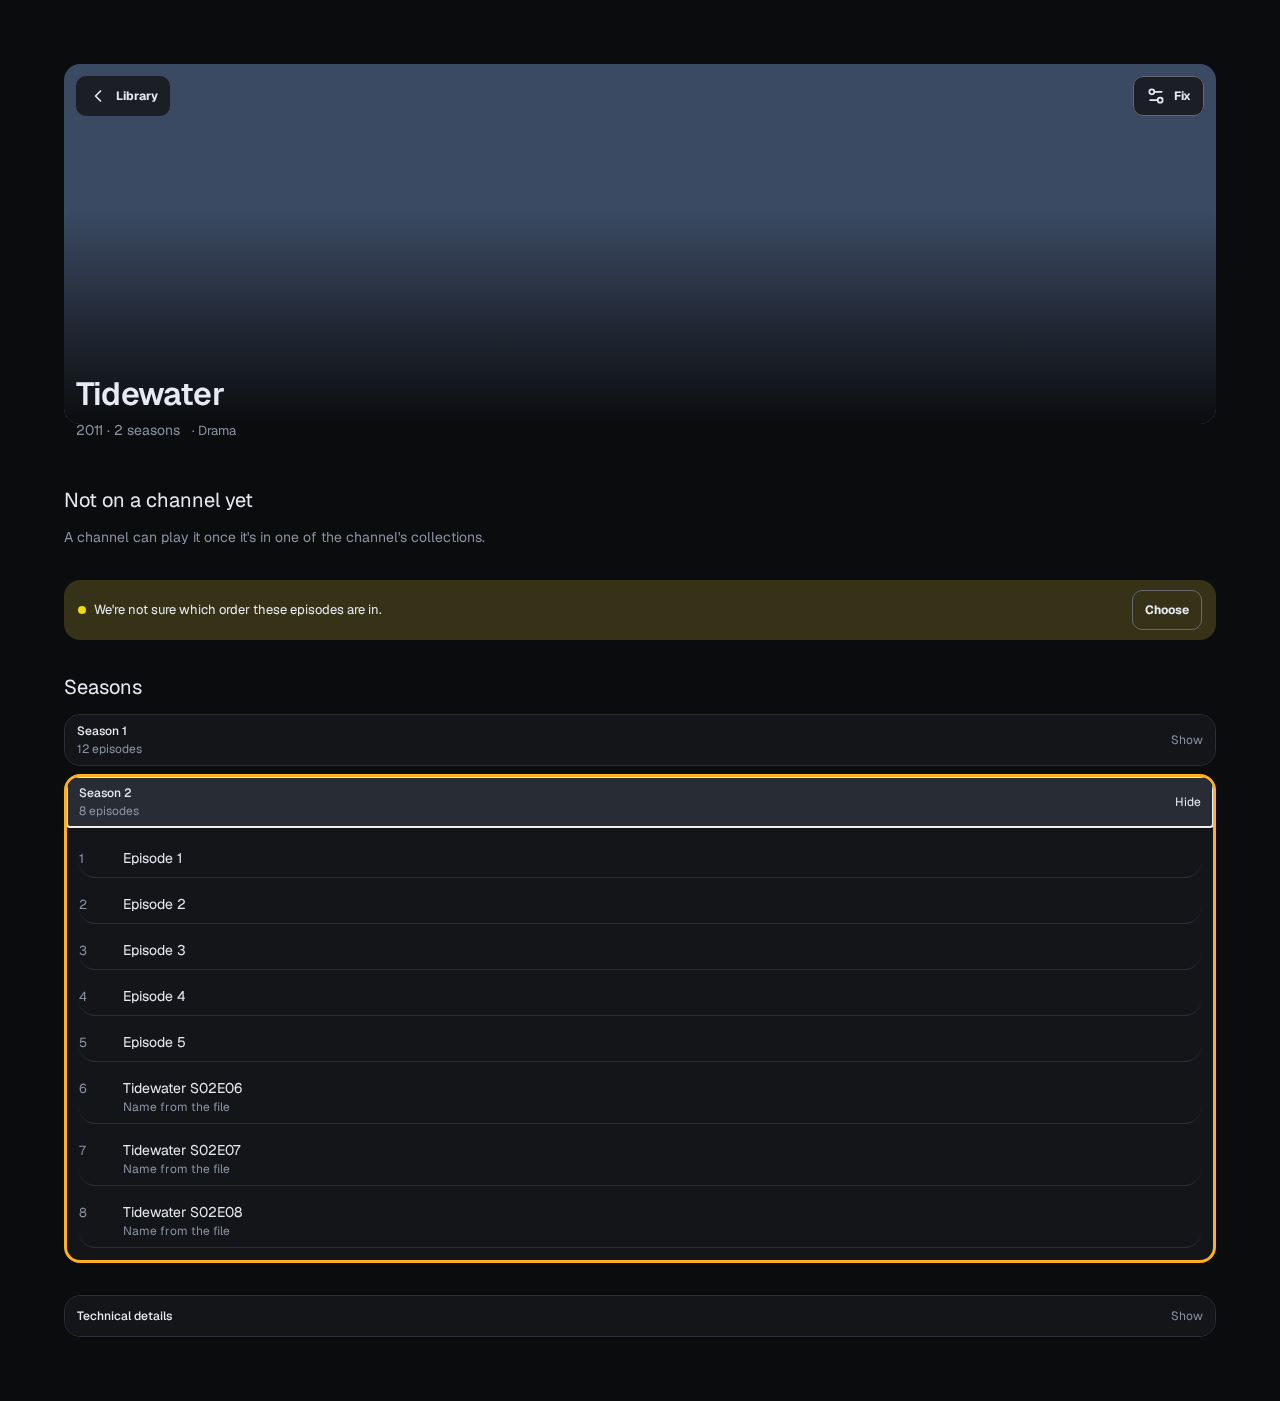 Library
Fix
Tidewater
2011 · 2 seasons · Drama
Not on a channel yet
A channel can play it once it's in one of the channel's collections.
We're not sure which order these episodes are in.
Choose
Seasons
Season 1
12 episodes
Show
Season 2
8 episodes
Hide
1 Episode 1
2 Episode 2
3 Episode 3
4 Episode 4
5 Episode 5
6 Tidewater S02E06
Name from the file
7 Tidewater S02E07
Name from the file
8 Tidewater S02E08
Name from the file
Technical details
Show